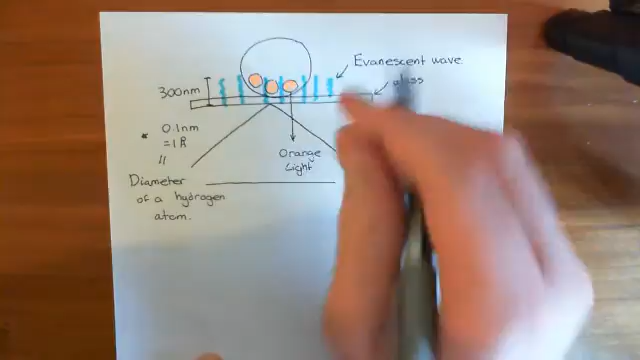 Evanescent wave
glass
300nm
* 0.1nm
= 1Å
"
Orange
Light
Diameter
of a hydrogen
atom.